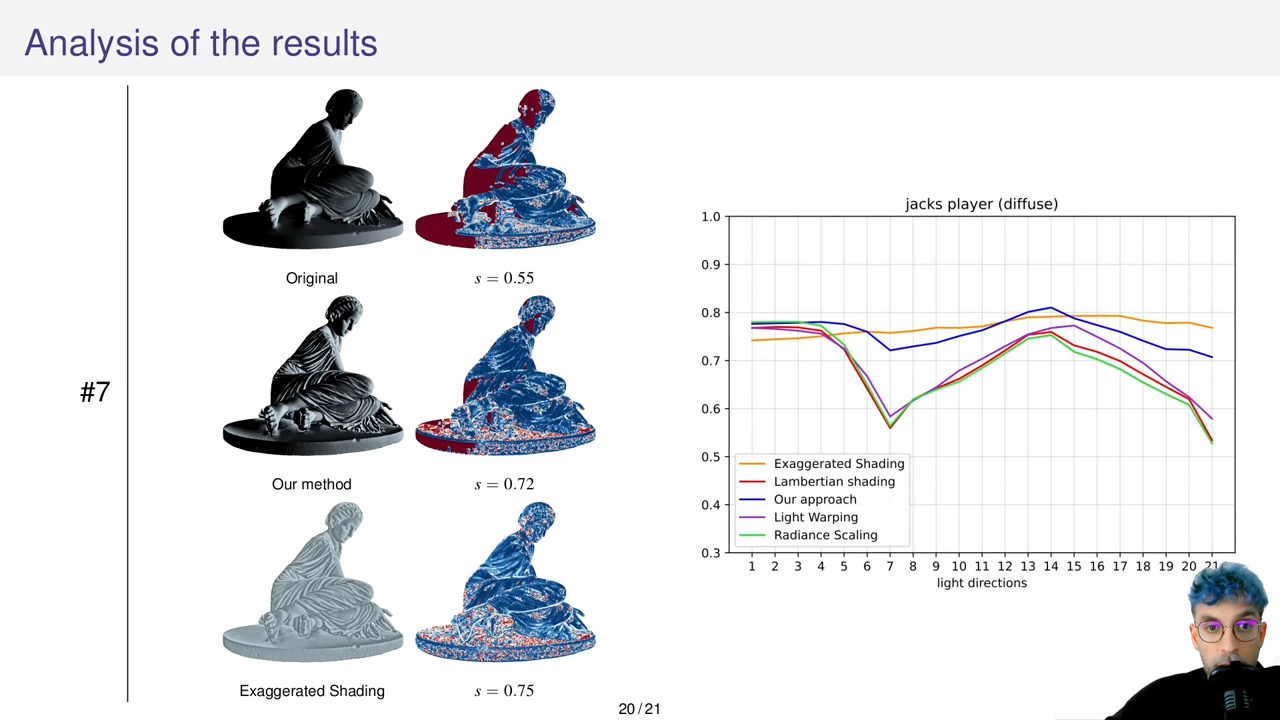 Analysis of the results
#7
Original
s = 0.55
Our method
s = 0.72
Exaggerated Shading
s = 0.75
jacks player (diffuse)
1.0
0.9
0.8
0.7
0.6
0.5
0.4
0.3
Exaggerated Shading
Lambertian shading
Our approach
Light Warping
Radiance Scaling
1 2 3 4 5 6 7 8 9 10 11 12 13 14 15 16 17 18 19 20 21
light directions
20 / 21